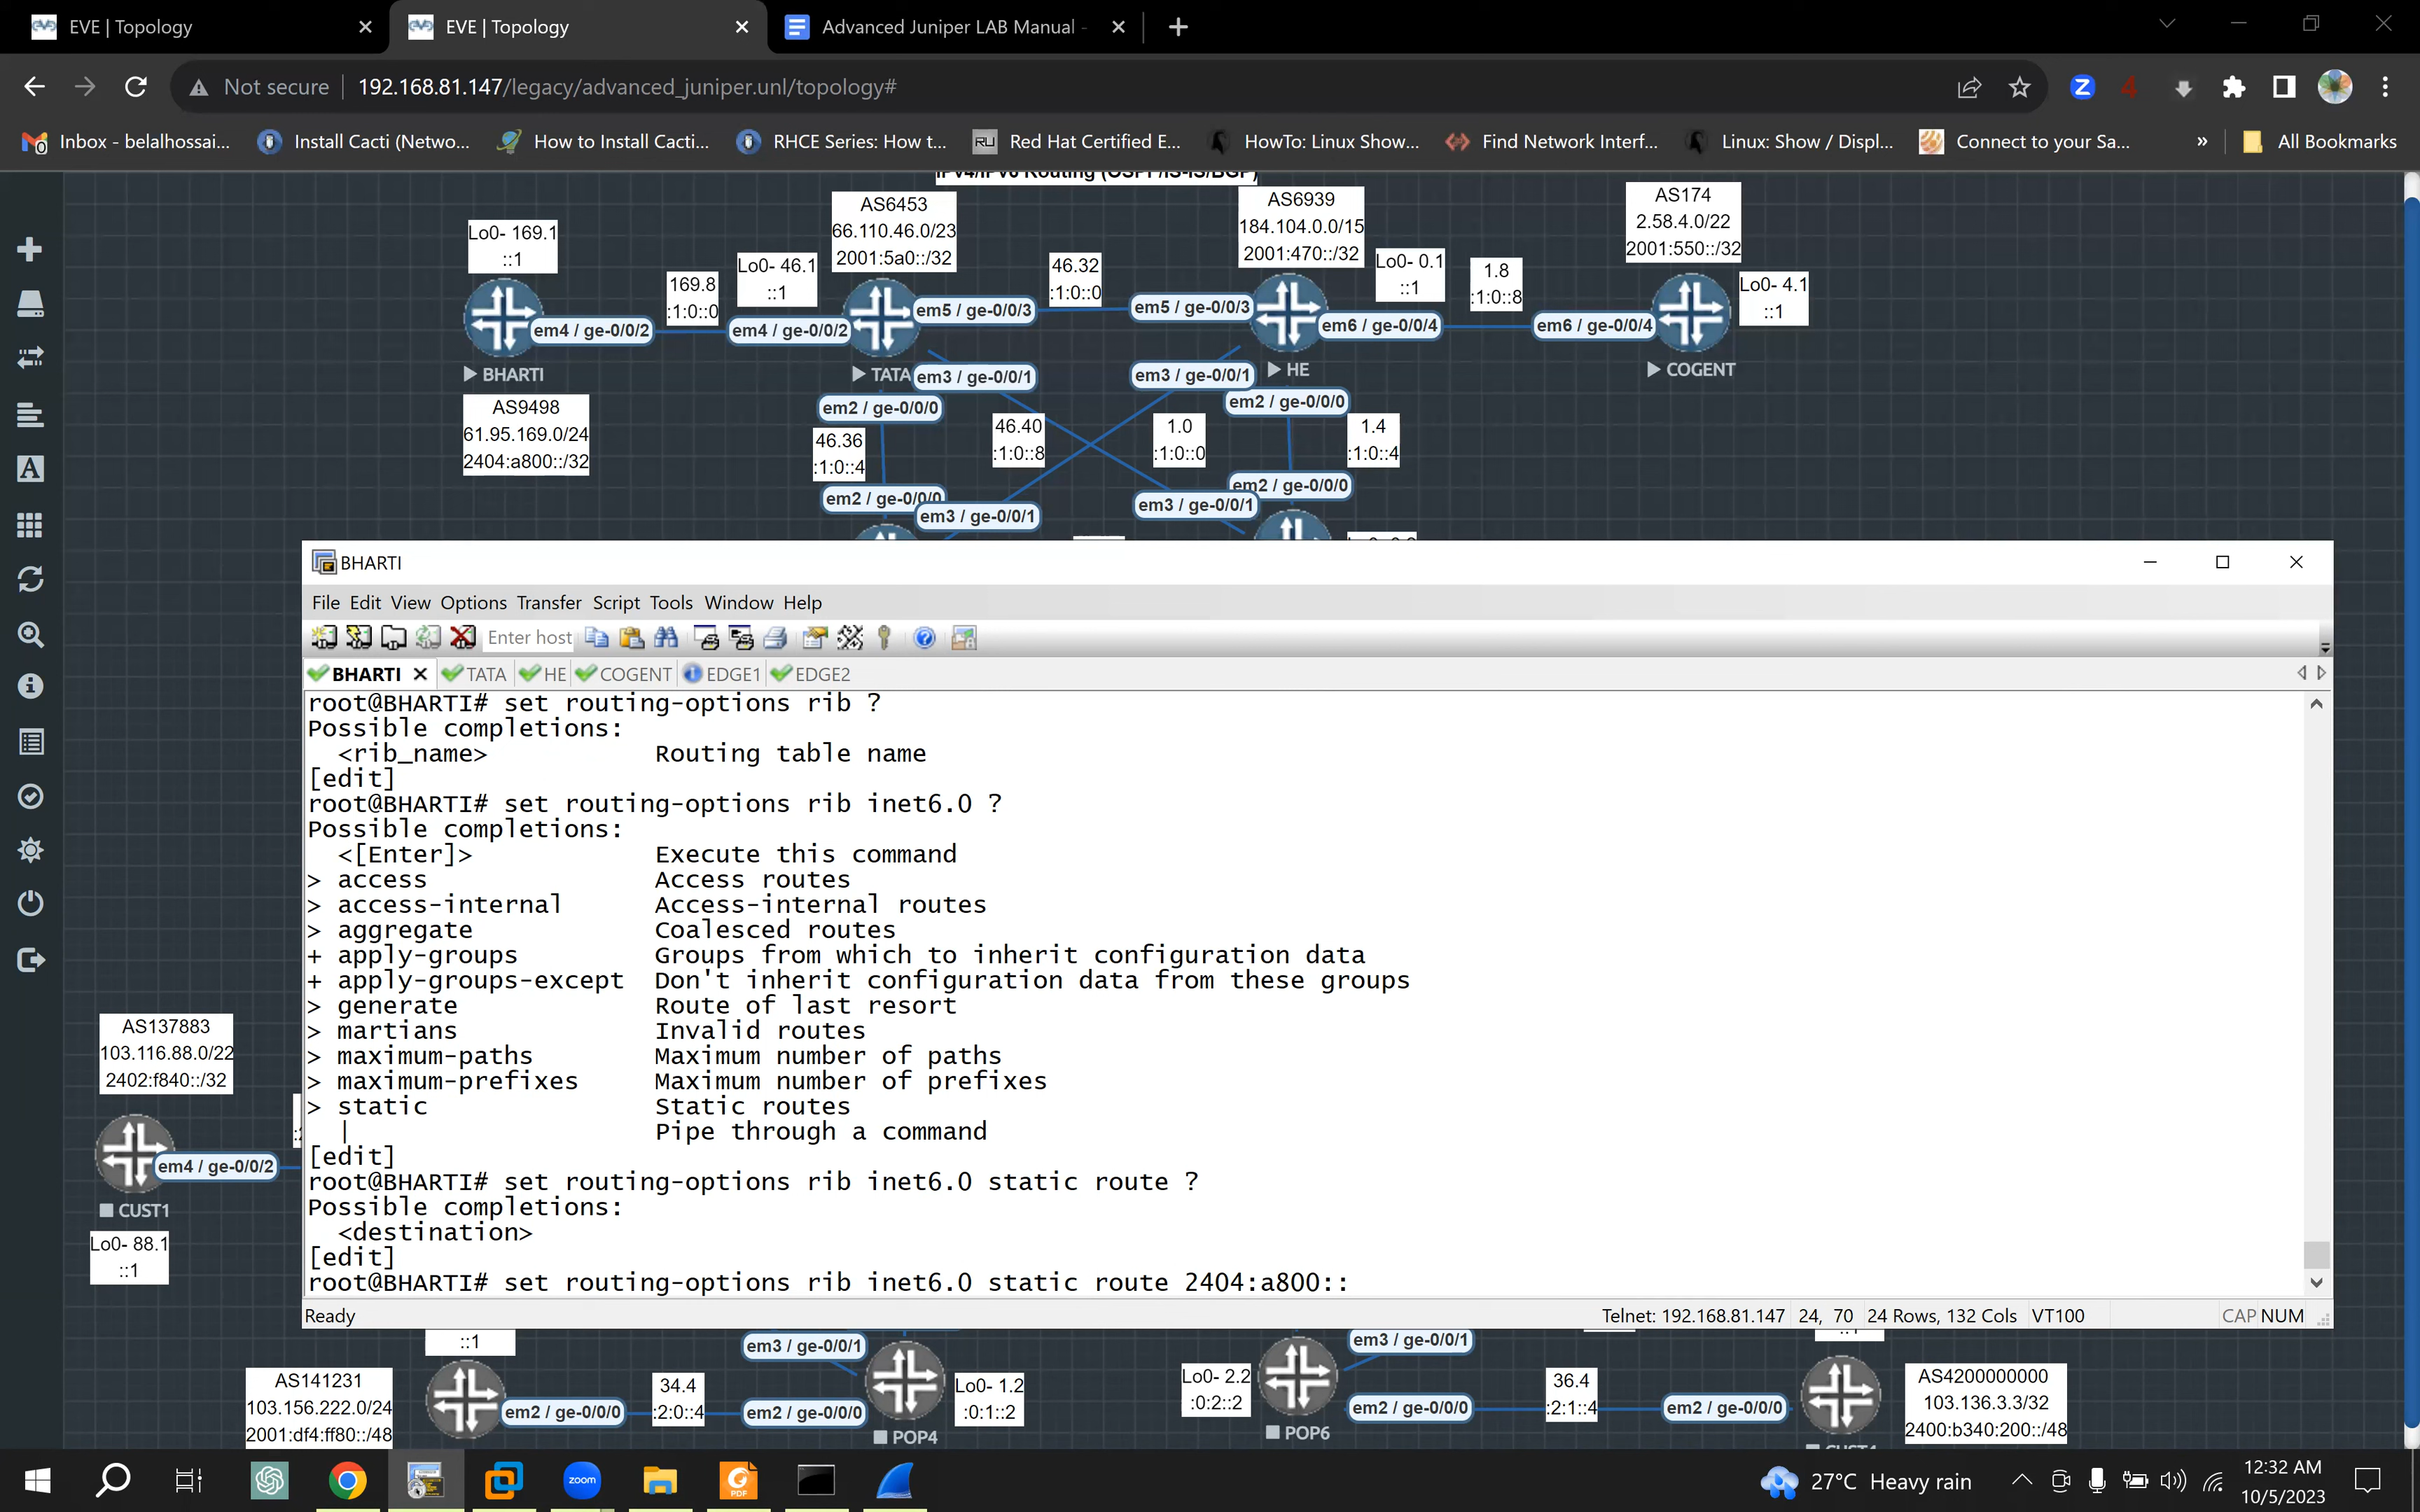 EVE | Topology
EVE | Topology
Advanced Juniper LAB Manual -
Not secure
192.168.81.147/legacy/advanced_juniper.unl/topology#
Inbox - belalhossai...
Install Cacti (Netwo...
How to Install Cacti...
RHCE Series: How t...
RU
Red Hat Certified E...
HowTo: Linux Show...
Find Network Interf...
Linux: Show / Displ...
Connect to your Sa...
»
All Bookmarks
IPv4/IPv6 Routing (OSPF/IS-IS/BGP)
Lo0- 169.1
::1
AS6453
66.110.46.0/23
2001:5a0::/32
AS6939
184.104.0.0/15
2001:470::/32
AS174
2.58.4.0/22
2001:550::/32
169.8
:1:0::0
Lo0- 46.1
::1
46.32
:1:0::0
Lo0- 0.1
::1
1.8
:1:0::8
Lo0- 4.1
::1
em4 / ge-0/0/2
em4 / ge-0/0/2
em5 / ge-0/0/3
em5 / ge-0/0/3
em6 / ge-0/0/4
em6 / ge-0/0/4
BHARTI
TATA
HE
COGENT
em3 / ge-0/0/1
em3 / ge-0/0/1
em2 / ge-0/0/0
em2 / ge-0/0/0
AS9498
61.95.169.0/24
2404:a800::/32
46.36
:1:0::4
46.40
:1:0::8
1.0
:1:0::0
1.4
:1:0::4
em2 / ge-0/0/0
em3 / ge-0/0/1
em3 / ge-0/0/1
em2 / ge-0/0/0
BHARTI
File Edit View Options Transfer Script Tools Window Help
Enter host
BHARTI
TATA
HE
COGENT
EDGE1
EDGE2
root@BHARTI# set routing-options rib ?
Possible completions:
<rib_name> Routing table name
[edit]
root@BHARTI# set routing-options rib inet6.0 ?
Possible completions:
<[Enter]> Execute this command
> access Access routes
> access-internal Access-internal routes
> aggregate Coalesced routes
+ apply-groups Groups from which to inherit configuration data
+ apply-groups-except Don't inherit configuration data from these groups
> generate Route of last resort
> martians Invalid routes
> maximum-paths Maximum number of paths
> maximum-prefixes Maximum number of prefixes
> static Static routes
| Pipe through a command
[edit]
root@BHARTI# set routing-options rib inet6.0 static route ?
Possible completions:
<destination>
[edit]
root@BHARTI# set routing-options rib inet6.0 static route 2404:a800::
Ready
Telnet: 192.168.81.147 24, 70 24 Rows, 132 Cols VT100
CAP NUM
AS137883
103.116.88.0/22
2402:f840::/32
em4 / ge-0/0/2
CUST1
Lo0- 88.1
::1
::1
AS141231
103.156.222.0/24
2001:df4:ff80::/48
em2 / ge-0/0/0
34.4
:2:0::4
em3 / ge-0/0/1
em2 / ge-0/0/0
POP4
Lo0- 1.2
:0:1::2
Lo0- 2.2
:0:2::2
POP6
em3 / ge-0/0/1
em2 / ge-0/0/0
36.4
:2:1::4
em2 / ge-0/0/0
::1
AS4200000000
103.136.3.3/32
2400:b340:200::/48
zoom
PDF
27°C Heavy rain
12:32 AM
10/5/2023